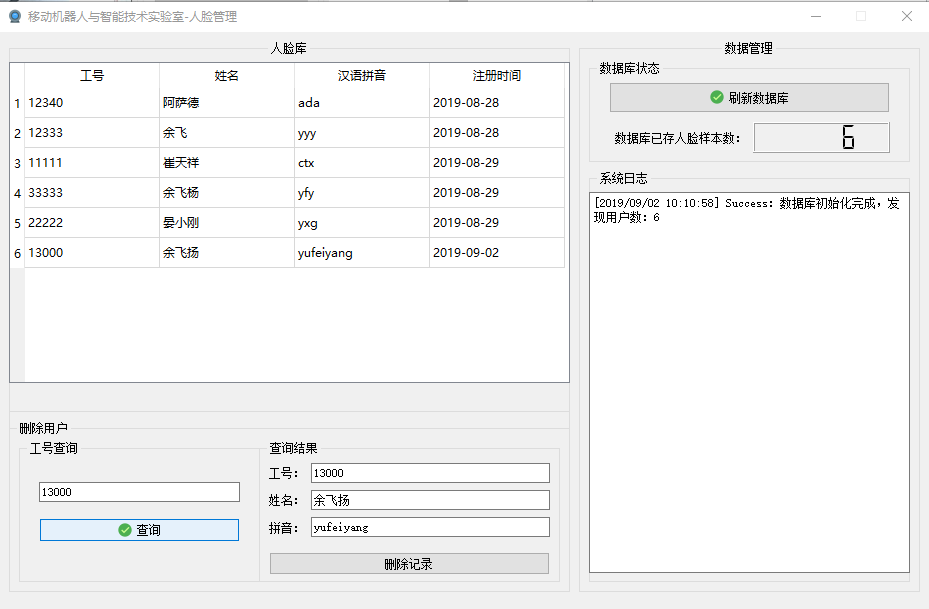 移动机器人与智能技术实验室-人脸管理
人脸库
工号 姓名 汉语拼音 注册时间
1 12340 阿萨德 ada 2019-08-28
2 12333 余飞 yyy 2019-08-28
3 11111 崔天祥 ctx 2019-08-29
4 33333 余飞杨 yfy 2019-08-29
5 22222 晏小刚 yxg 2019-08-29
6 13000 余飞扬 yufeiyang 2019-09-02
删除用户
工号查询
13000
查询
查询结果
工号： 13000
姓名： 余飞扬
拼音： yufeiyang
删除记录
数据管理
数据库状态
刷新数据库
数据库已存人脸样本数： 6
系统日志
[2019/09/02 10:10:58] Success: 数据库初始化完成，发
现用户数：6